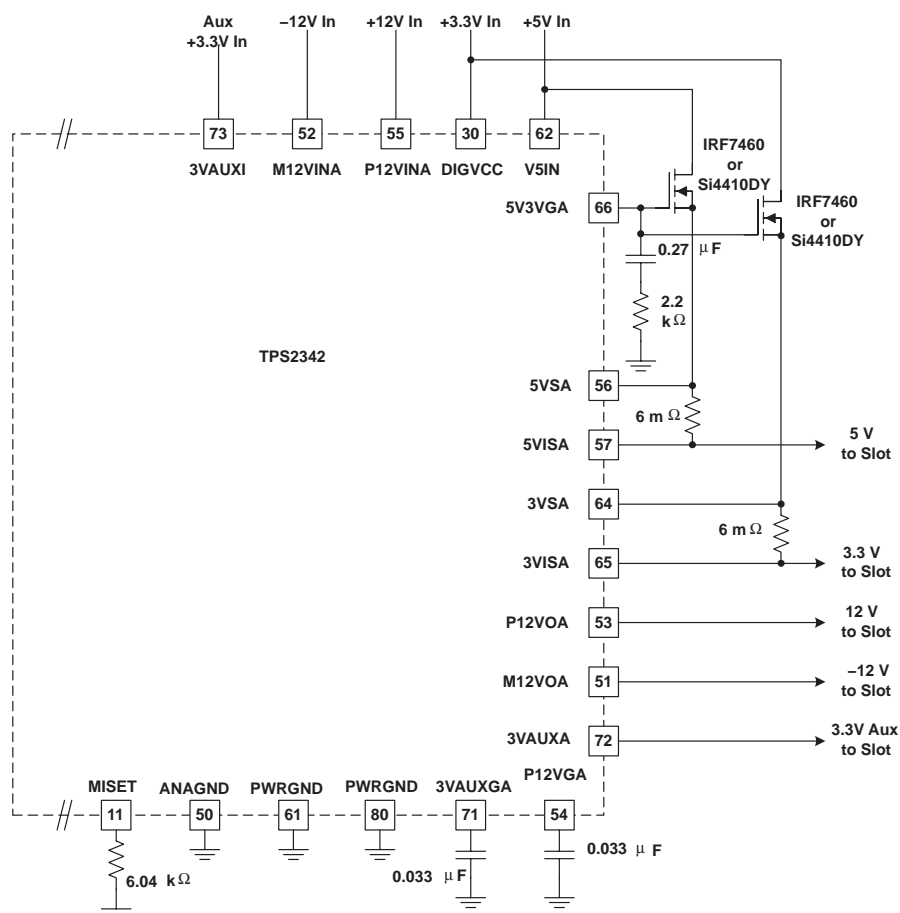 Aux
+3.3V In
–12V In
+12V In
+3.3V In
+5V In
73
52
55
30
62
3VAUXI
M12VINA
P12VINA
DIGVCC
V5IN
IRF7460
or
Si4410DY
IRF7460
or
Si4410DY
5V3VGA
66
0.27 μF
2.2
kΩ
TPS2342
5VSA
56
6 mΩ
5VISA
57
5 V
to Slot
3VSA
64
6 mΩ
3VISA
65
3.3 V
to Slot
P12VOA
53
12 V
to Slot
M12VOA
51
–12 V
to Slot
3VAUXA
72
3.3V Aux
to Slot
MISET
ANAGND
PWRGND
PWRGND
3VAUXGA
P12VGA
11
50
61
80
71
54
6.04 kΩ
0.033 μF
0.033 μF